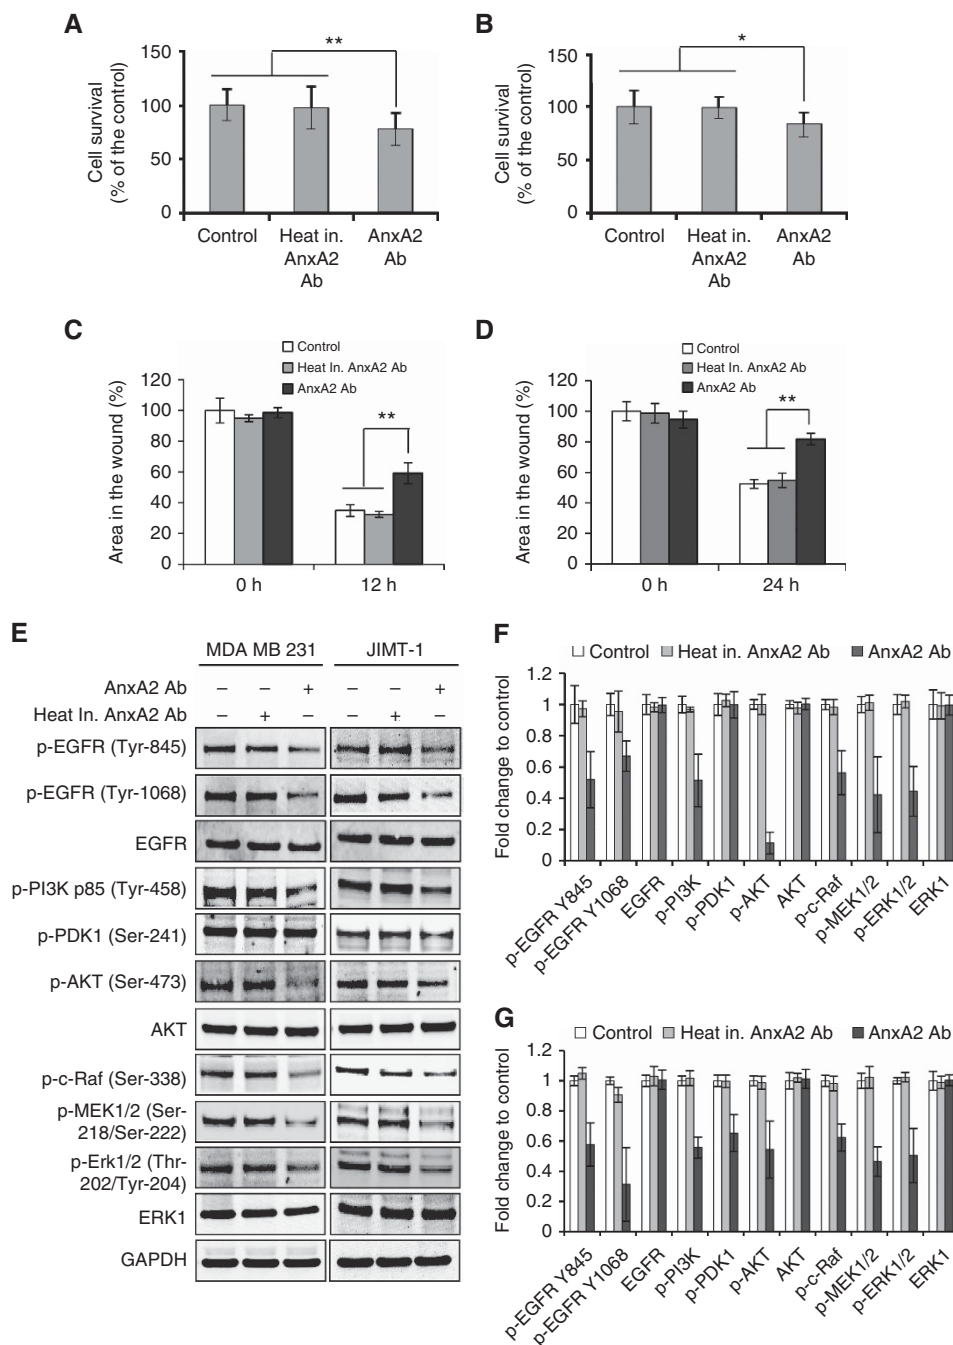 A
150
100
50
0
Cell survival
(% of the control)
**
Control
Heat in.
AnxA2
Ab
AnxA2
Ab
B
150
100
50
0
Cell survival
(% of the control)
*
Control
Heat in.
AnxA2
Ab
AnxA2
Ab
C
Control
Heat In. AnxA2 Ab
AnxA2 Ab
120
100
80
60
40
20
0
Area in the wound (%)
**
0 h
12 h
D
Control
Heat In. AnxA2 Ab
AnxA2 Ab
120
100
80
60
40
20
0
Area in the wound (%)
**
0 h
24 h
E
MDA MB 231
JIMT-1
AnxA2 Ab – – + – – +
Heat In. AnxA2 Ab – + – – + –
p-EGFR (Tyr-845)
p-EGFR (Tyr-1068)
EGFR
p-PI3K p85 (Tyr-458)
p-PDK1 (Ser-241)
p-AKT (Ser-473)
AKT
p-c-Raf (Ser-338)
p-MEK1/2 (Ser-
218/Ser-222)
p-Erk1/2 (Thr-
202/Tyr-204)
ERK1
GAPDH
F
Control
Heat in. AnxA2 Ab
AnxA2 Ab
1.2
1
0.8
0.6
0.4
0.2
0
Fold change to control
p-EGFR Y845
p-EGFR Y1068
EGFR
p-PI3K
p-PDK1
p-AKT
AKT
p-c-Raf
p-MEK1/2
p-ERK1/2
ERK1
G
Control
Heat in. AnxA2 Ab
AnxA2 Ab
1.2
1
0.8
0.6
0.4
0.2
0
Fold change to control
p-EGFR Y845
p-EGFR Y1068
EGFR
p-PI3K
p-PDK1
p-AKT
AKT
p-c-Raf
p-MEK1/2
p-ERK1/2
ERK1